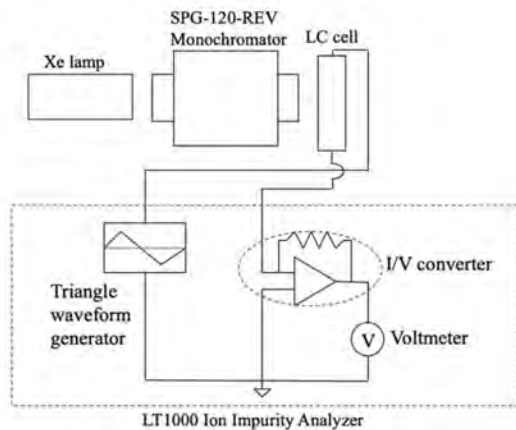 SPG-120-REV
Monochromator
LC cell
Xe lamp
I/V converter
Triangle
waveform
generator
V
Voltmeter
LT1000 Ion Impurity Analyzer